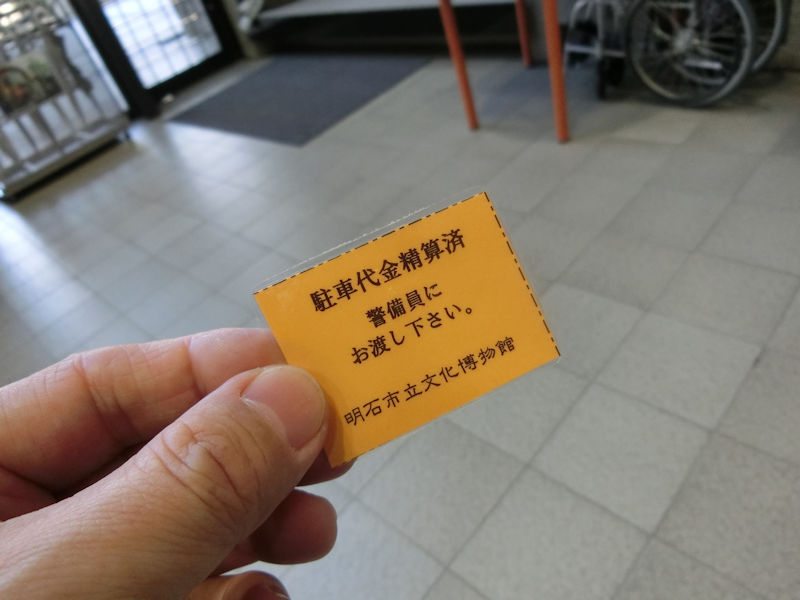 駐車代金精算済
警備員に
お渡し下さい。
明石市立文化博物館